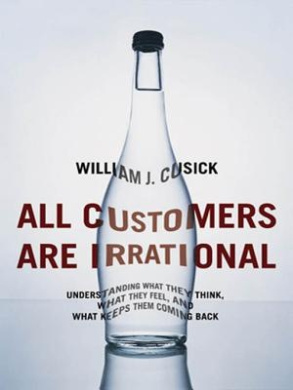 WILLIAM J. CUSICK
ALL CUSTOMERS
ARE IRRATIONAL
UNDERSTANDING WHAT THEY THINK,
WHAT THEY FEEL, AND
WHAT KEEPS THEM COMING BACK